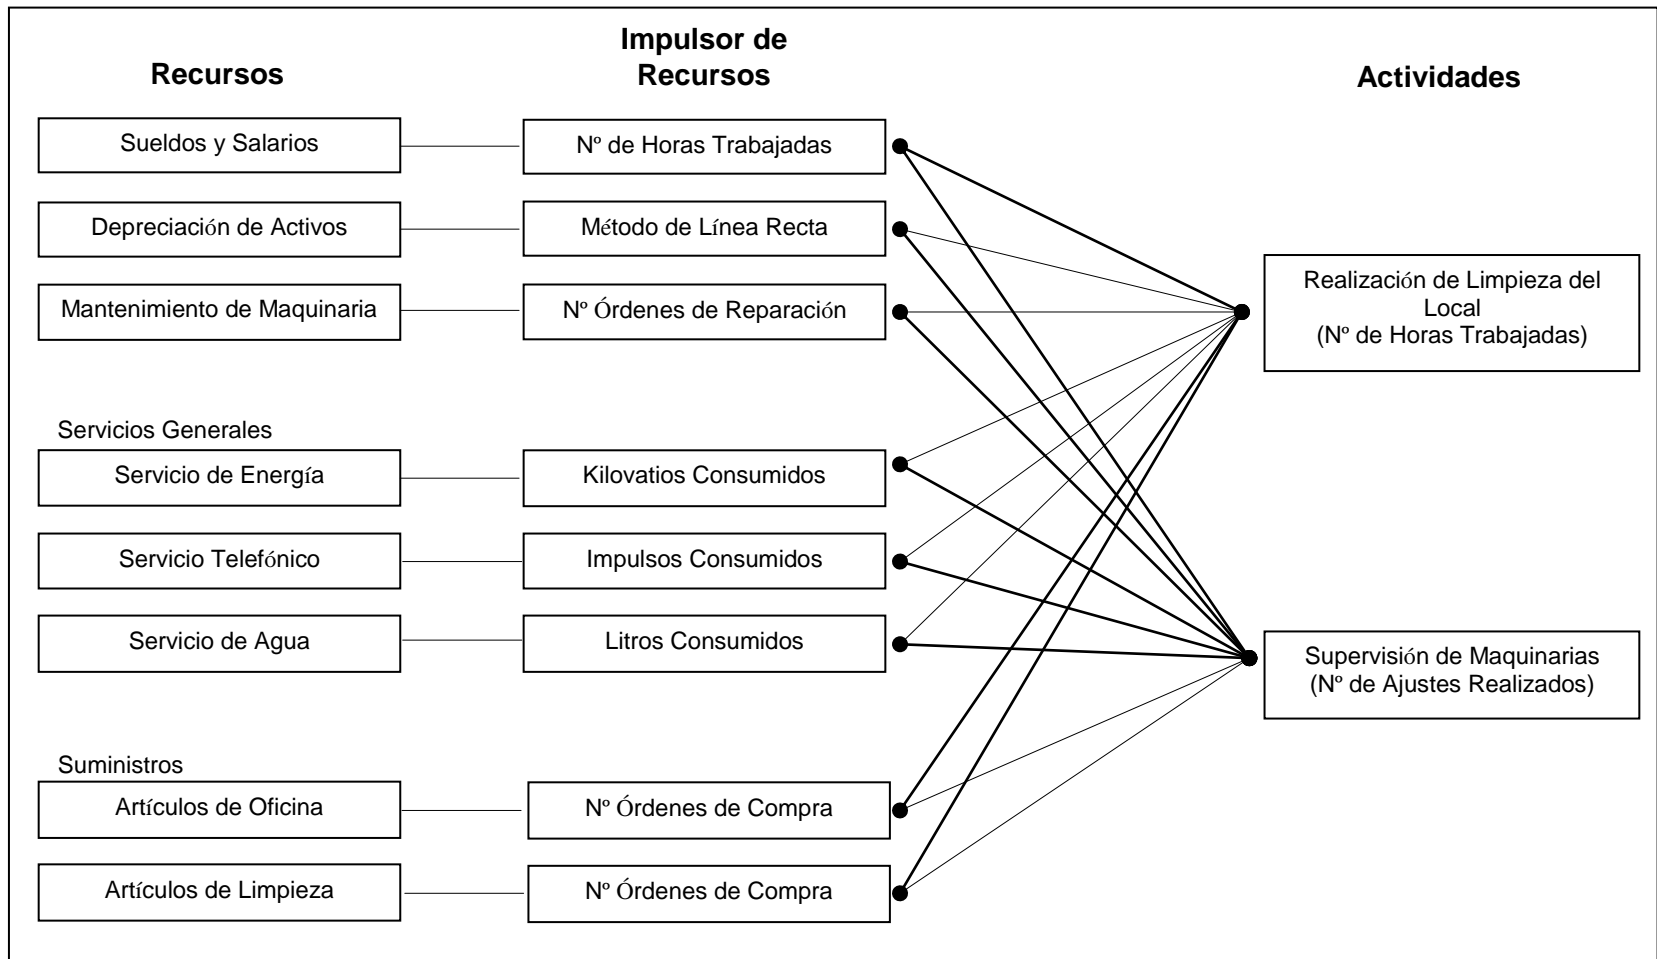 Recursos
Impulsor de
Recursos
Actividades
Sueldos y Salarios
Nº de Horas Trabajadas
Depreciación de Activos
Método de Línea Recta
Mantenimiento de Maquinaria
Nº Órdenes de Reparación
Realización de Limpieza del
Local
(Nº de Horas Trabajadas)
Servicios Generales
Servicio de Energía
Kilovatios Consumidos
Servicio Telefónico
Impulsos Consumidos
Servicio de Agua
Litros Consumidos
Supervisión de Maquinarias
(Nº de Ajustes Realizados)
Suministros
Artículos de Oficina
Nº Órdenes de Compra
Artículos de Limpieza
Nº Órdenes de Compra